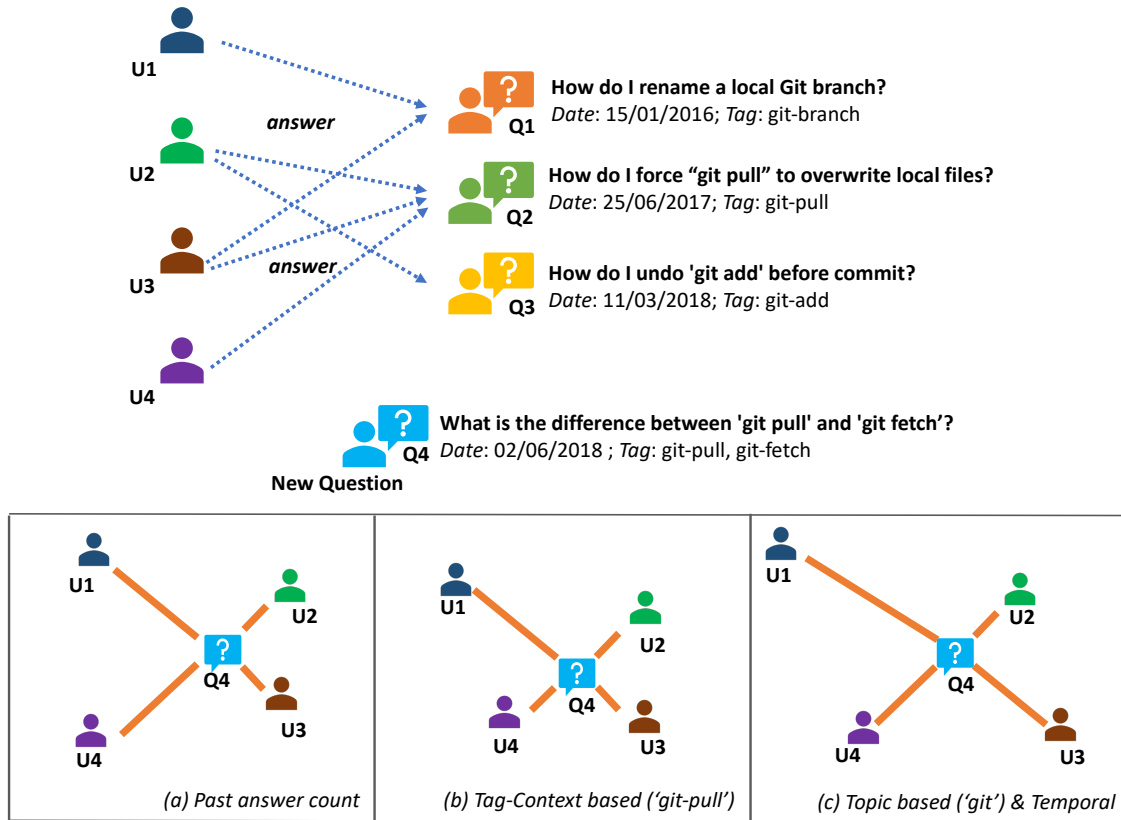 U1
answer
?
Q1
How do I rename a local Git branch?
Date: 15/01/2016; Tag: git-branch
U2
?
Q2
How do I force “git pull” to overwrite local files?
Date: 25/06/2017; Tag: git-pull
U3
answer
?
Q3
How do I undo 'git add' before commit?
Date: 11/03/2018; Tag: git-add
U4
?
Q4
What is the difference between 'git pull' and 'git fetch’?
Date: 02/06/2018 ; Tag: git-pull, git-fetch
New Question
U1
U2
?
Q4
U3
U4
(a) Past answer count
U1
U2
?
Q4
U4
U3
(b) Tag-Context based (‘git-pull’)
U1
U2
?
Q4
U4
U3
(c) Topic based (‘git’) & Temporal